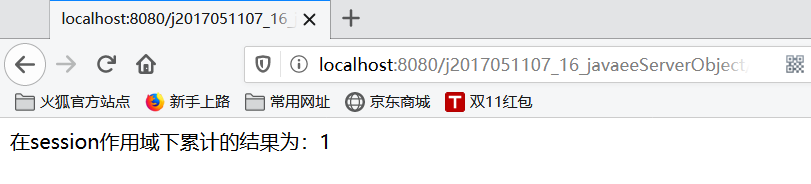 localhost:8080/j2017051107_16_
localhost:8080/j2017051107_16_javaeeServerObject
火狐官方站点 新手上路 常用网址 京东商城 T 双11红包
在session作用域下累计的结果为：1